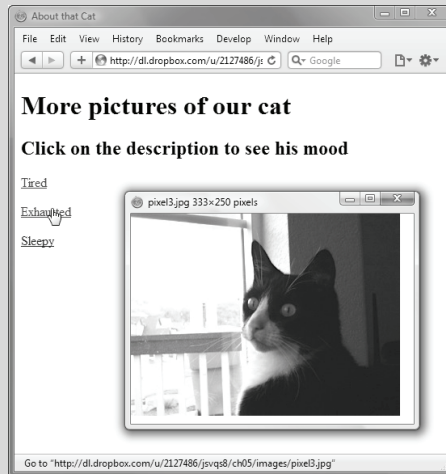 About that Cat
File Edit View History Bookmarks Develop Window Help
http://dl.dropbox.com/u/2127486/js Google
More pictures of our cat
Click on the description to see his mood
Tired
Exhausted
Sleepy
pixel3.jpg 333×250 pixels
Go to "http://dl.dropbox.com/u/2127486/jsvqs8/ch05/images/pixel3.jpg"